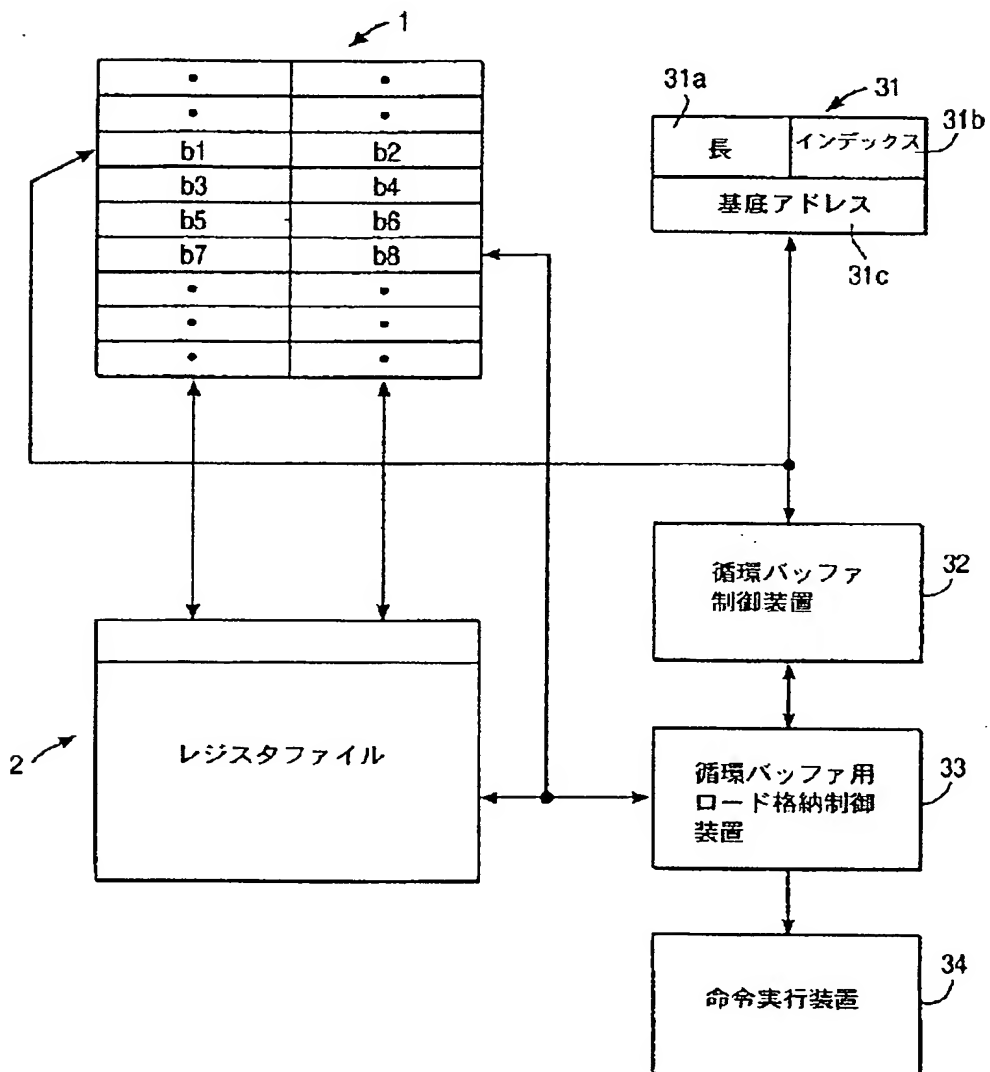 1
• •
• •
b1 b2
b3 b4
b5 b6
b7 b8
• •
• •
• •
31a
31
31b
長
インデックス
基底アドレス
31c
循環バッファ
制御装置
32
2
レジスタファイル
循環バッファ用
ロード格納制御
装置
33
命令実行装置
34